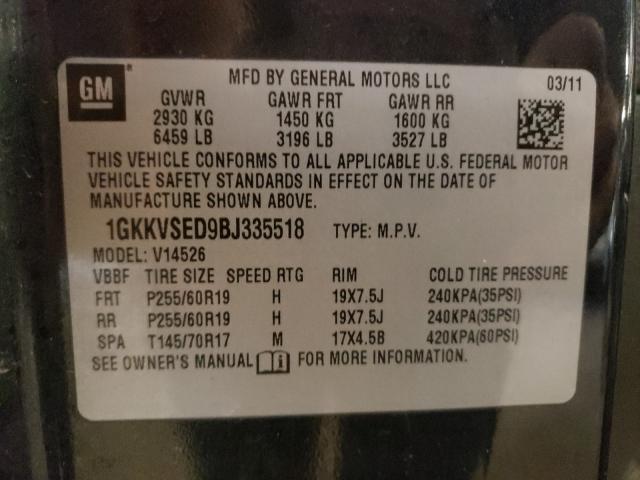 GM
MFD BY GENERAL MOTORS LLC 03/11
GVWR GAWR FRT GAWR RR
2930 KG 1450 KG 1600 KG
6459 LB 3196 LB 3527 LB
THIS VEHICLE CONFORMS TO ALL APPLICABLE U.S. FEDERAL MOTOR
VEHICLE SAFETY STANDARDS IN EFFECT ON THE DATE OF
MANUFACTURE SHOWN ABOVE.
1GKKVSED9BJ335518 TYPE: M.P.V.
MODEL: V14526
VBBF TIRE SIZE SPEED RTG RIM COLD TIRE PRESSURE
FRT P255/60R19 H 19X7.5J 240KPA(35PSI)
RR P255/60R19 H 19X7.5J 240KPA(35PSI)
SPA T145/70R17 M 17X4.5B 420KPA(60PSI)
SEE OWNER'S MANUAL FOR MORE INFORMATION.